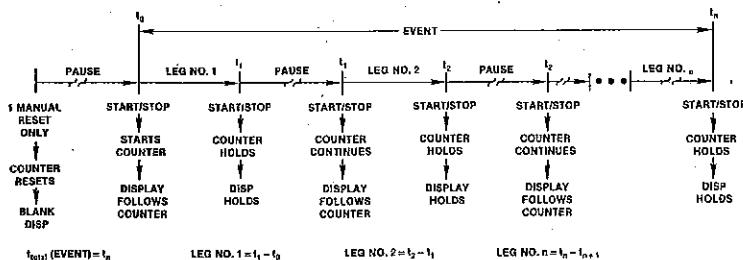 t₀ tₙ
EVENT
PAUSE LEG NO. 1 t₁ PAUSE t₁ LEG NO. 2 t₂ PAUSE t₂ LEG NO. n
MANUAL RESET ONLY
COUNTER RESETS
BLANK DISP
START/STOP
STARTS COUNTER
DISPLAY FOLLOWS COUNTER
START/STOP
COUNTER HOLDS
DISP HOLDS
START/STOP
COUNTER CONTINUES
DISPLAY FOLLOWS COUNTER
START/STOP
COUNTER HOLDS
DISP HOLDS
START/STOP
COUNTER CONTINUES
DISPLAY FOLLOWS COUNTER
START/STOP
COUNTER HOLDS
DISP HOLDS
t_total (EVENT) = tₙ LEG NO. 1 = t₁ − t₀ LEG NO. 2 = t₂ − t₁ LEG NO. n = tₙ − tₙ₊₁